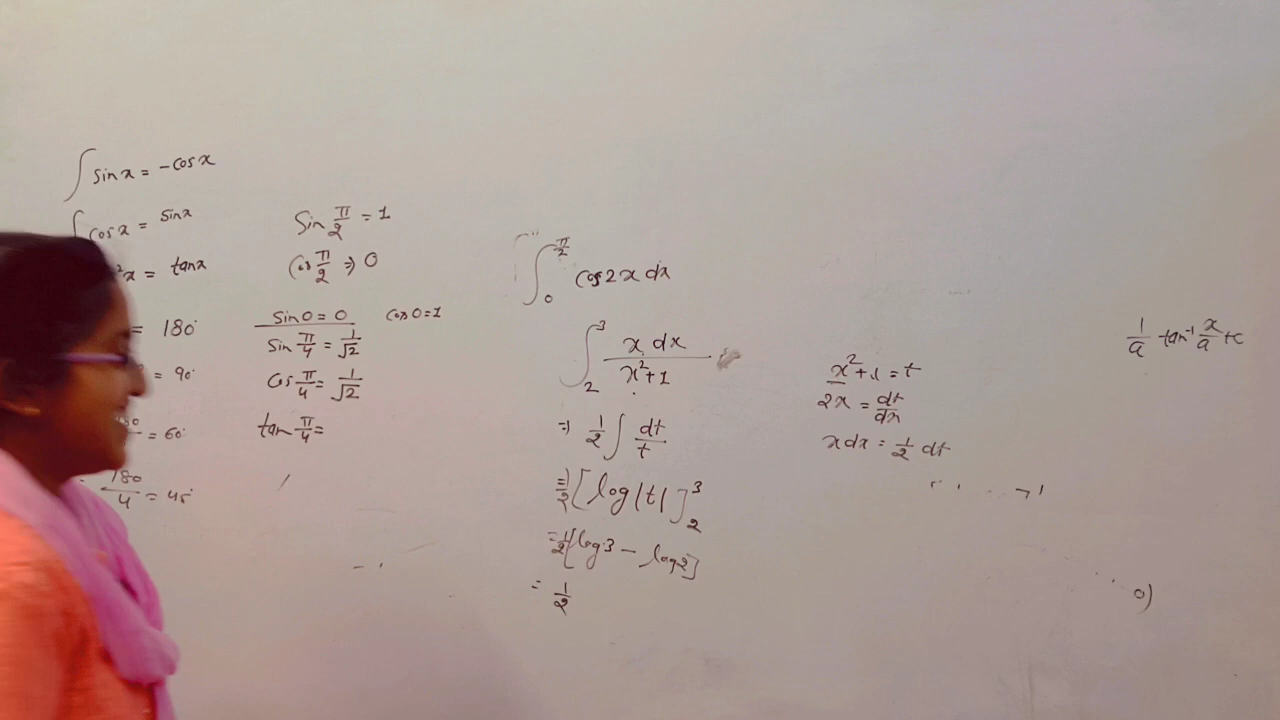 ∫ sin x = -cos x
∫ cos x = sin x
²x = tan x
= 180°
= 90°
= 60°
180/4 = 45°
Sin π/2 = 1
Cos π/2 ⇒ 0
Sin 0 = 0 cos 0 = 1
Sin π/4 = 1/√2
Cos π/4 = 1/√2
tan π/4 =
∫₀^(π/2) cos 2x dx
∫₂³ x dx / x²+1
⇒ 1/2 ∫ dt/t
= 1/2 [log |t|]₂³
= 1/2 [log 3 - log 2]
= 1/2
x²+1 = t
2x = dt/dx
x dx = 1/2 dt
1/a tan⁻¹ x/a + c